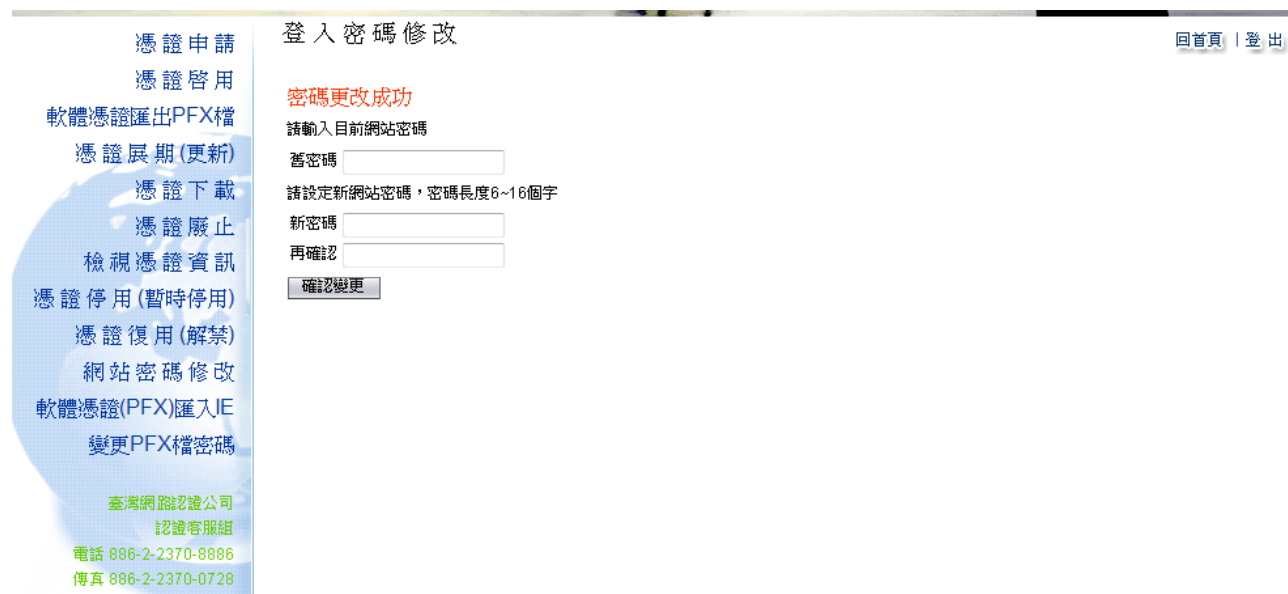 登入密碼修改
回首頁 | 登出
憑證申請
憑證啓用
軟體憑證匯出PFX檔
憑證展期(更新)
憑證下載
憑證廢止
檢視憑證資訊
憑證停用(暫時停用)
憑證復用(解禁)
網站密碼修改
軟體憑證(PFX)匯入IE
變更PFX檔密碼
臺灣網路認證公司
認證客服組
電話 886-2-2370-8886
傳真 886-2-2370-0728
密碼更改成功
請輸入目前網站密碼
舊密碼
請設定新網站密碼，密碼長度6~16個字
新密碼
再確認
確認變更